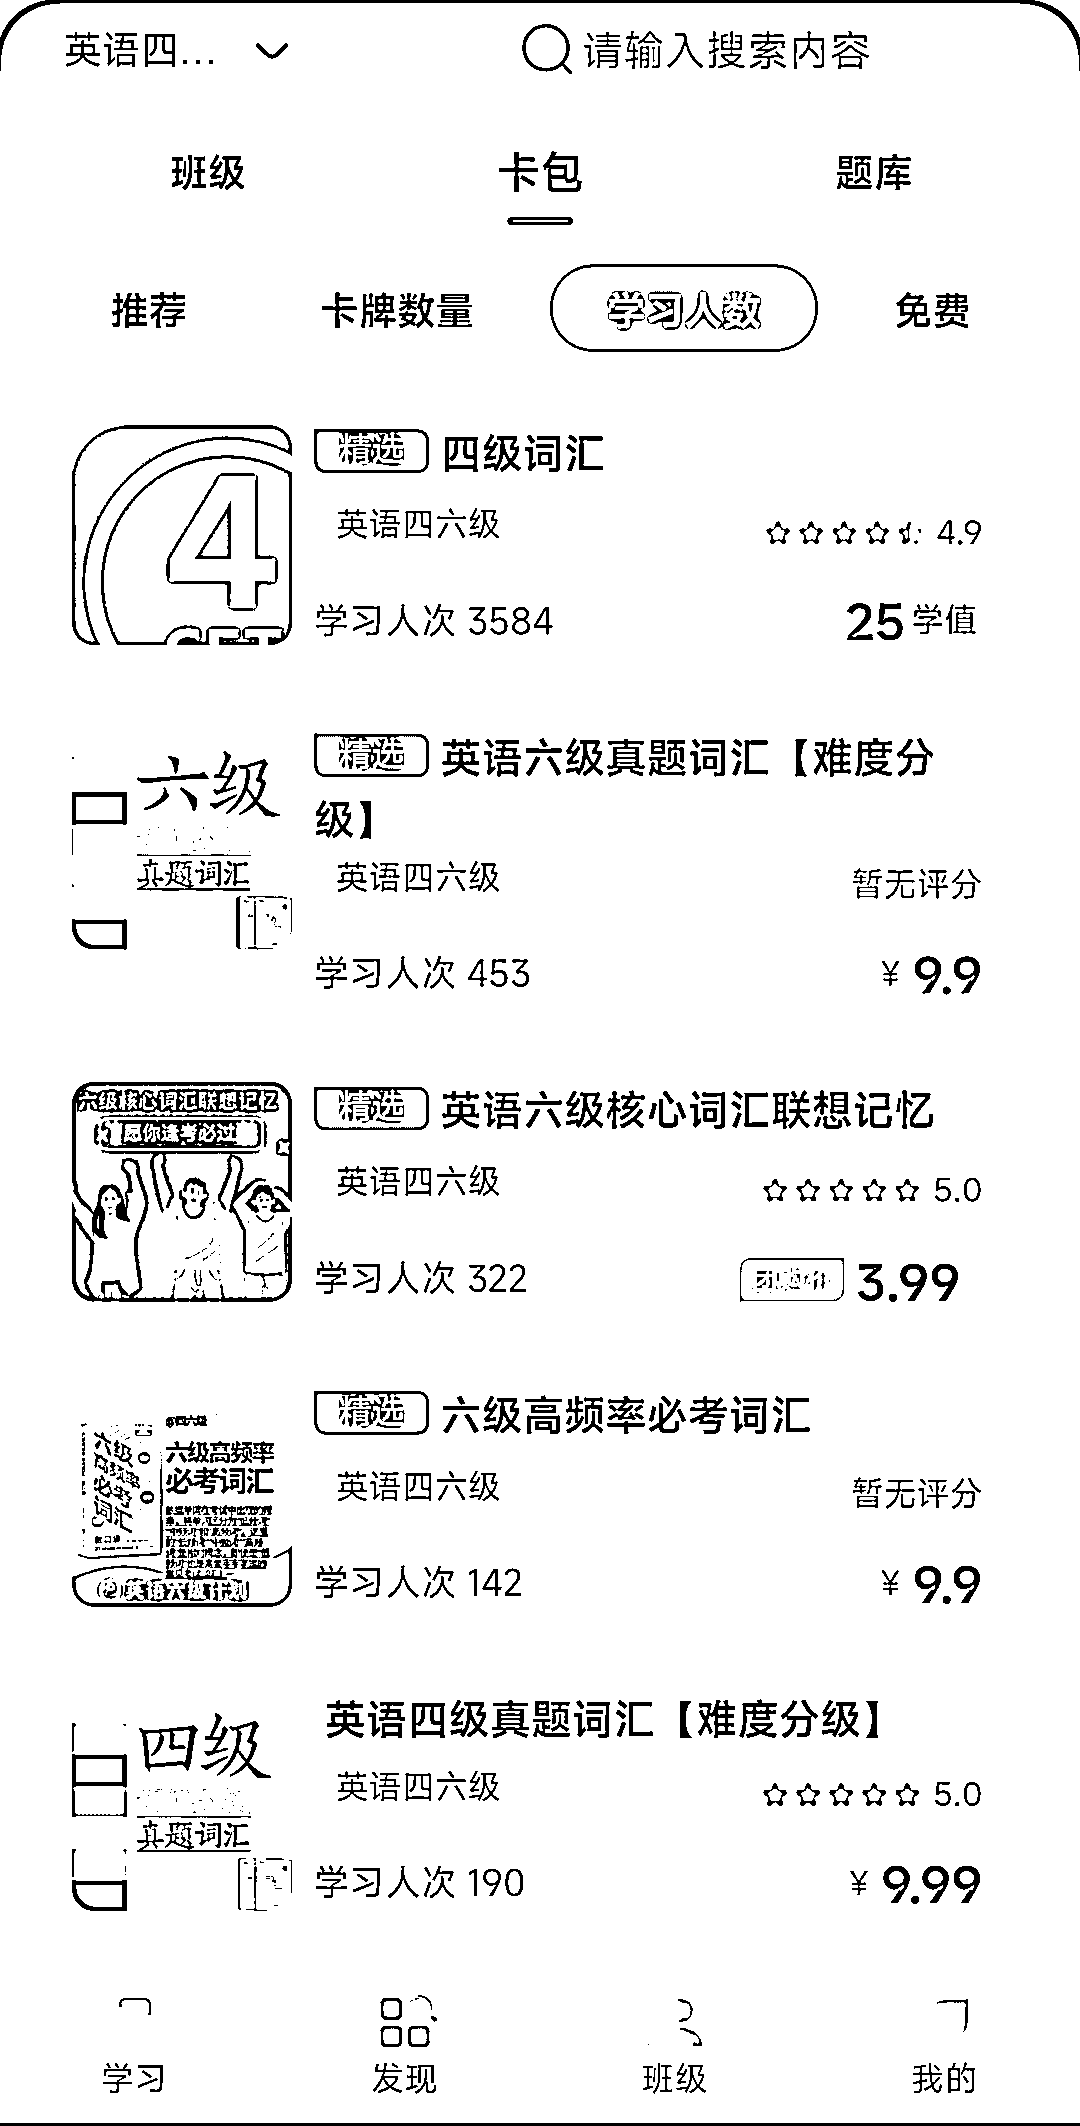 英语四...
请输入搜索内容
班级 卡包 题库
推荐 卡牌数量 学习人数 免费
精选 四级词汇
4
英语四六级
4.9
学习人次 3584
25 学值
精选 英语六级真题词汇【难度分
级】
六级
真题词汇
英语四六级
暂无评分
学习人次 453
¥ 9.9
六级核心词汇联想记忆
愿你逢考必过
精选 英语六级核心词汇联想记忆
英语四六级
5.0
学习人次 322
团购价 3.99
精选 六级高频率必考词汇
六级高频率
必考词汇
英语四六级
暂无评分
学习人次 142
¥ 9.9
英语六级计划
英语四级真题词汇【难度分级】
四级
真题词汇
英语四六级
5.0
学习人次 190
¥ 9.99
学习 发现 班级 我的